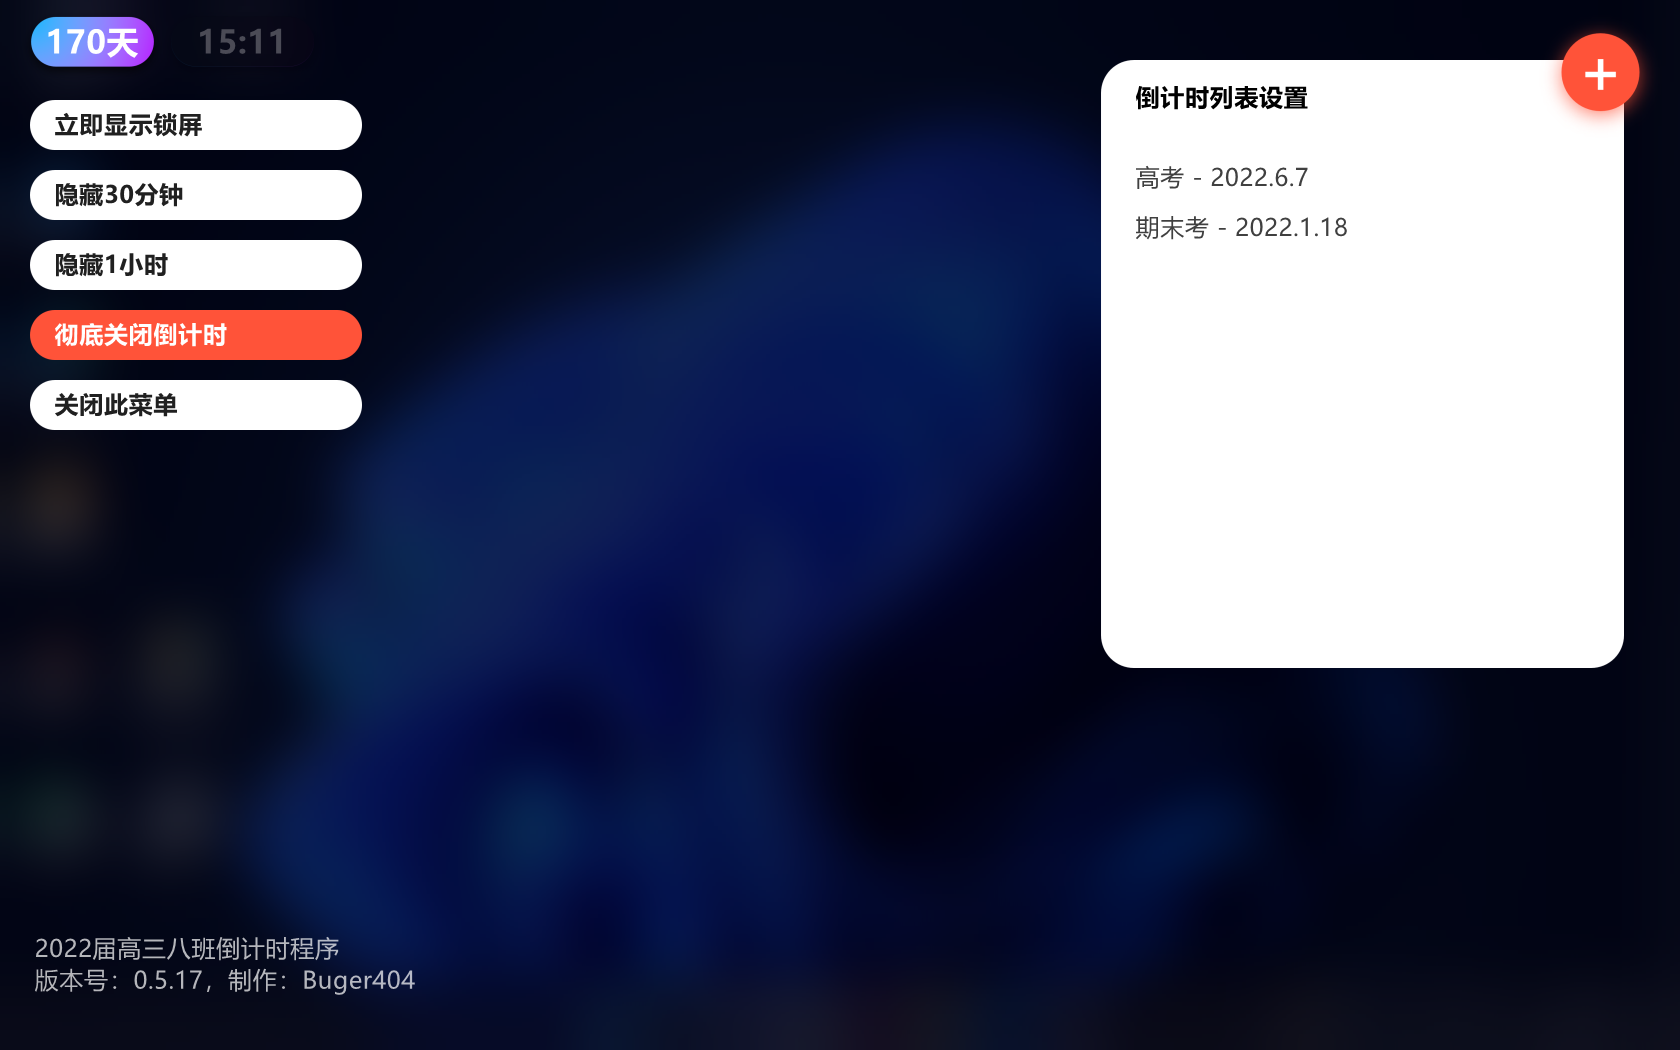 170天
15:11
立即显示锁屏
隐藏30分钟
隐藏1小时
彻底关闭倒计时
关闭此菜单
倒计时列表设置
高考 - 2022.6.7
期末考 - 2022.1.18
2022届高三八班倒计时程序
版本号：0.5.17，制作：Buger404